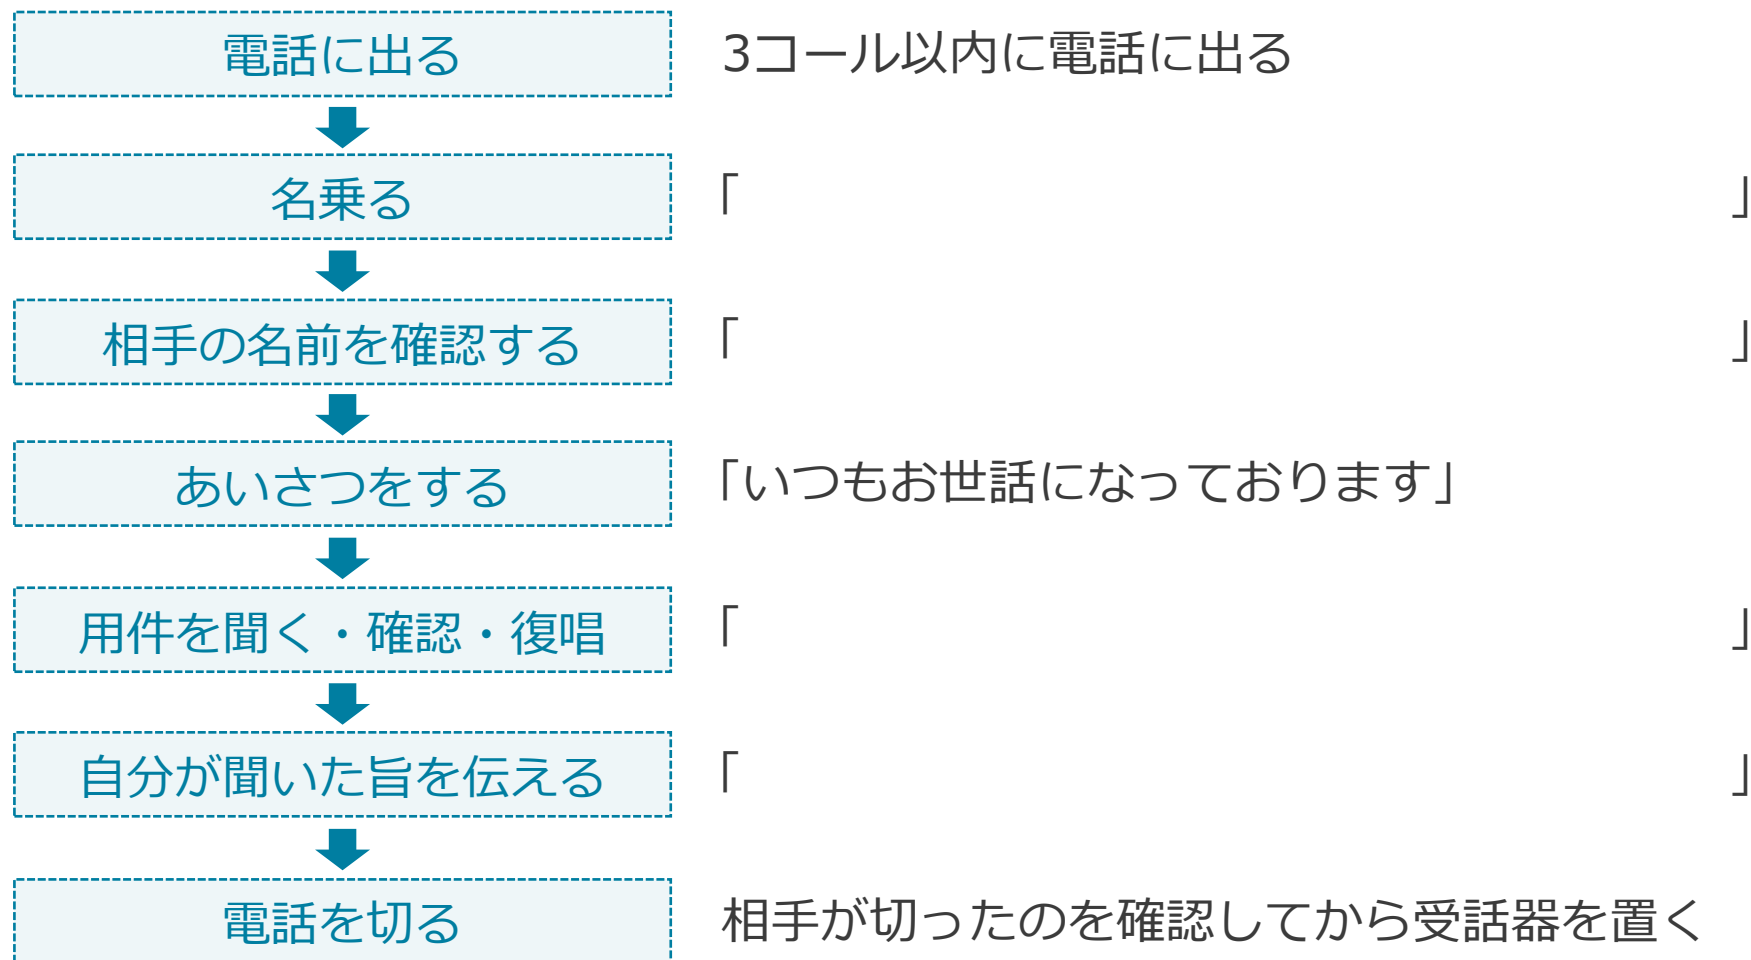 電話に出る
3コール以内に電話に出る
名乗る
「 」
相手の名前を確認する
「 」
あいさつをする
「いつもお世話になっております」
用件を聞く・確認・復唱
「 」
自分が聞いた旨を伝える
「 」
電話を切る
相手が切ったのを確認してから受話器を置く